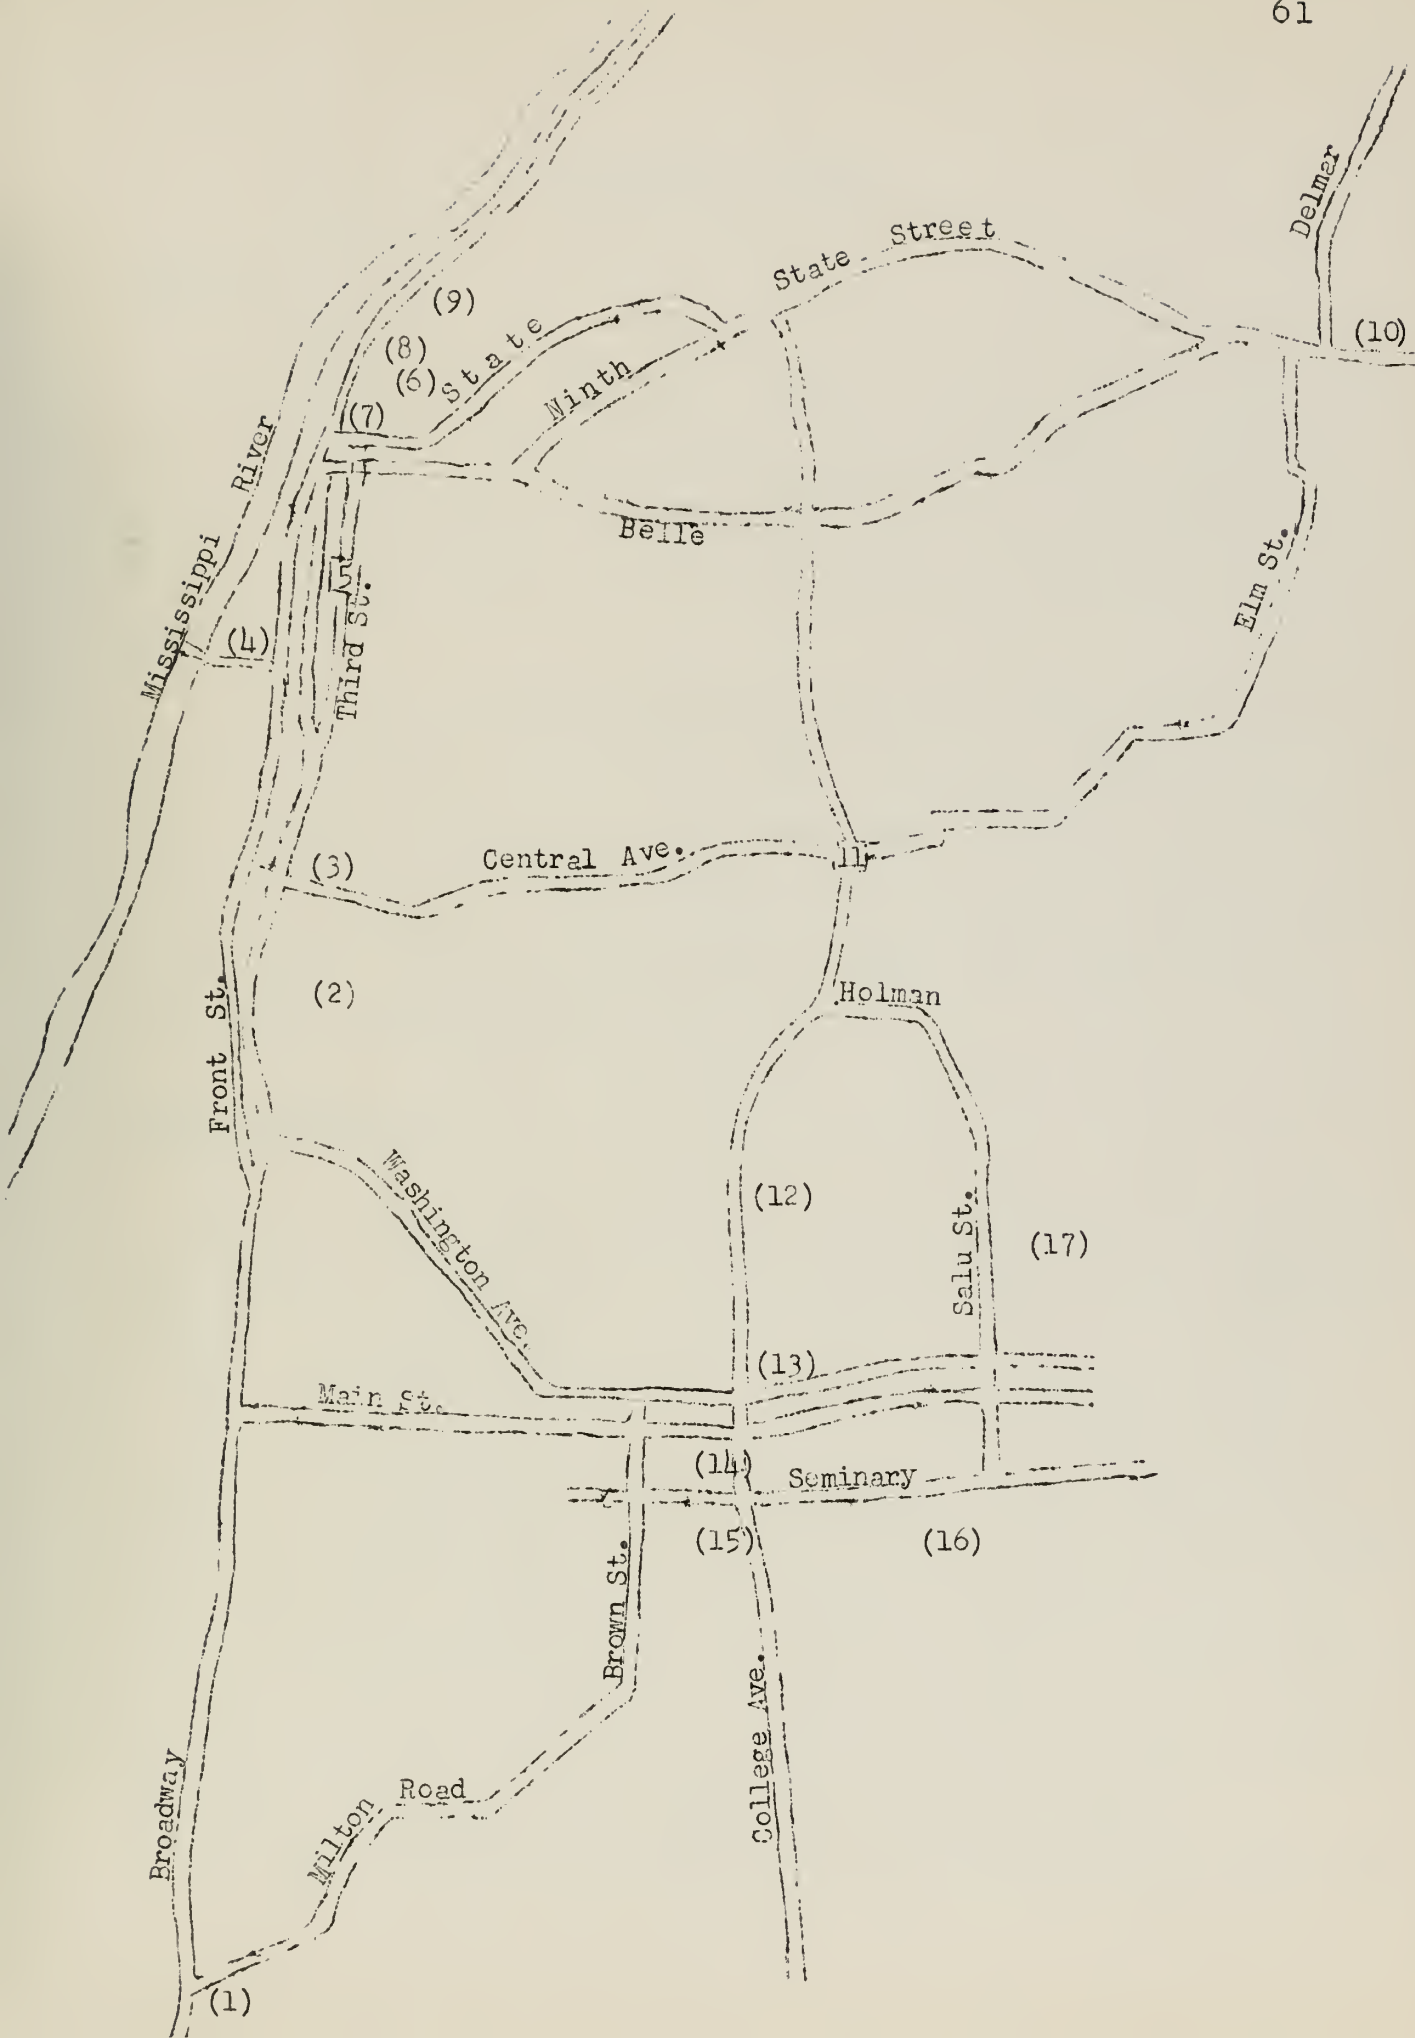 61
Delmar
State Street
(9)
(10)
(8)
State
(6)
Ninth
(7)
River
Belle
Elm St.
Mississippi
5
(4)
Third St.
Central Ave.
11
(3)
(2)
Holman
Front St.
Washington Ave.
(12)
Salu St.
(17)
(13)
Main St.
(14)
Seminary
(15)
(16)
Brown St.
College Ave.
Broadway
Milton Road
(1)